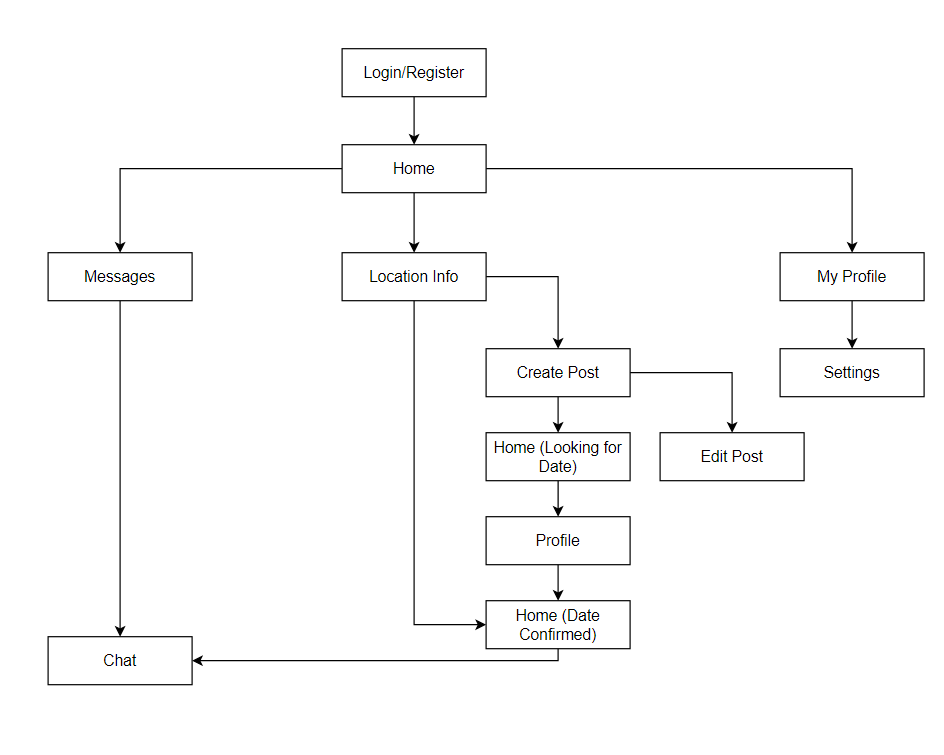 Login/Register
Home
Messages
Location Info
My Profile
Create Post
Settings
Home (Looking for
Date)
Edit Post
Profile
Home (Date
Confirmed)
Chat